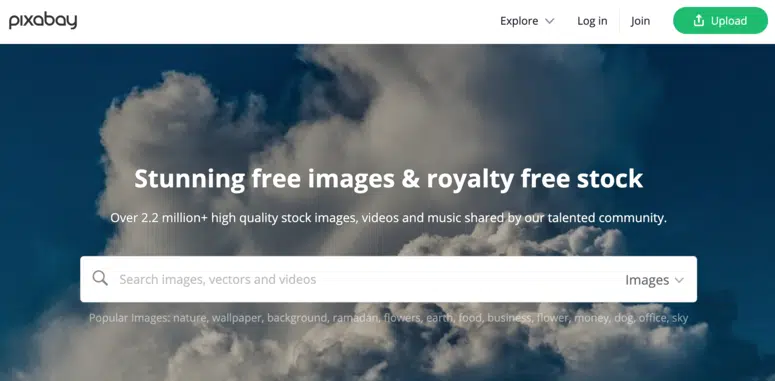 pixabay
Explore
Log in
Join
Upload
Stunning free images & royalty free stock
Over 2.2 million+ high quality stock images, videos and music shared by our talented community.
Search images, vectors and videos
Images
Popular Images: nature, wallpaper, background, ramadan, flowers, earth, food, business, flower, money, dog, office, sky